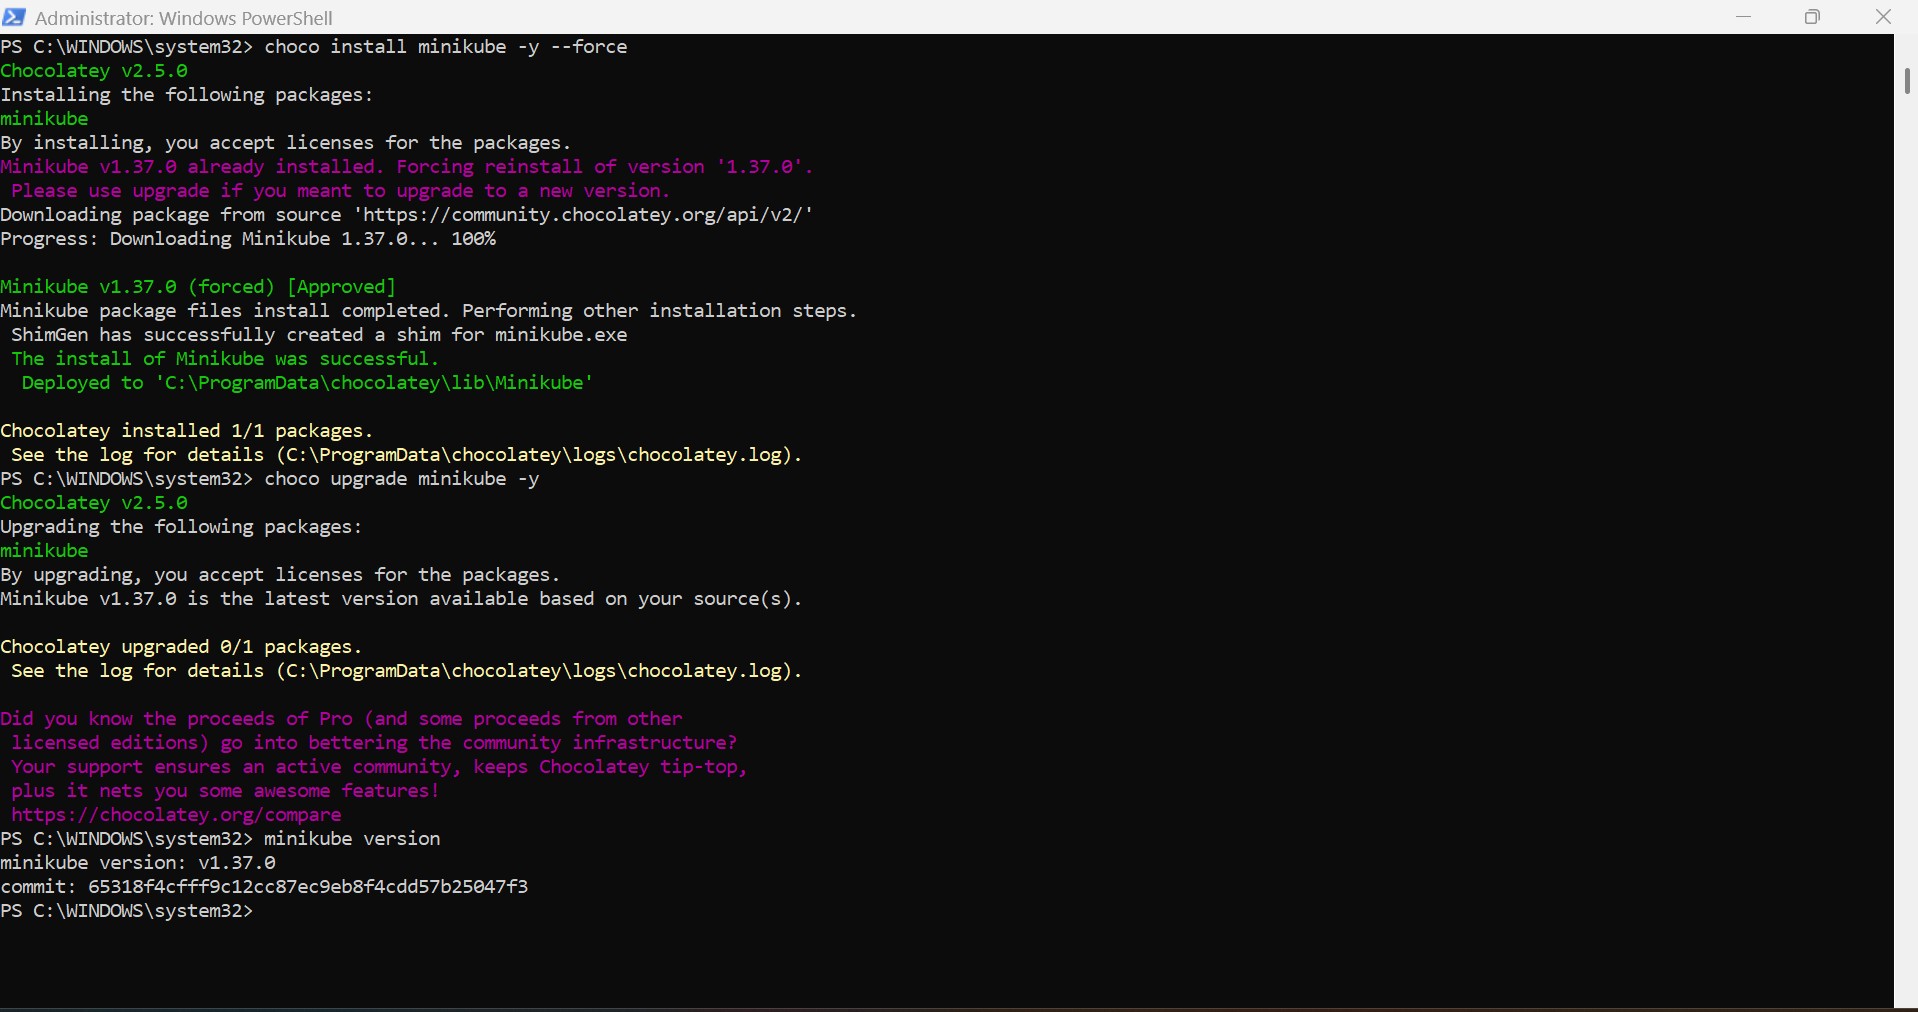 Administrator: Windows PowerShell
PS C:\WINDOWS\system32> choco install minikube -y --force
Chocolatey v2.5.0
Installing the following packages:
minikube
By installing, you accept licenses for the packages.
Minikube v1.37.0 already installed. Forcing reinstall of version '1.37.0'.
Please use upgrade if you meant to upgrade to a new version.
Downloading package from source 'https://community.chocolatey.org/api/v2/'
Progress: Downloading Minikube 1.37.0... 100%
Minikube v1.37.0 (forced) [Approved]
Minikube package files install completed. Performing other installation steps.
ShimGen has successfully created a shim for minikube.exe
The install of Minikube was successful.
Deployed to 'C:\ProgramData\chocolatey\lib\Minikube'
Chocolatey installed 1/1 packages.
See the log for details (C:\ProgramData\chocolatey\logs\chocolatey.log).
PS C:\WINDOWS\system32> choco upgrade minikube -y
Chocolatey v2.5.0
Upgrading the following packages:
minikube
By upgrading, you accept licenses for the packages.
Minikube v1.37.0 is the latest version available based on your source(s).
Chocolatey upgraded 0/1 packages.
See the log for details (C:\ProgramData\chocolatey\logs\chocolatey.log).
Did you know the proceeds of Pro (and some proceeds from other
licensed editions) go into bettering the community infrastructure?
Your support ensures an active community, keeps Chocolatey tip-top,
plus it nets you some awesome features!
https://chocolatey.org/compare
PS C:\WINDOWS\system32> minikube version
minikube version: v1.37.0
commit: 65318f4cfff9c12cc87ec9eb8f4cdd57b25047f3
PS C:\WINDOWS\system32>